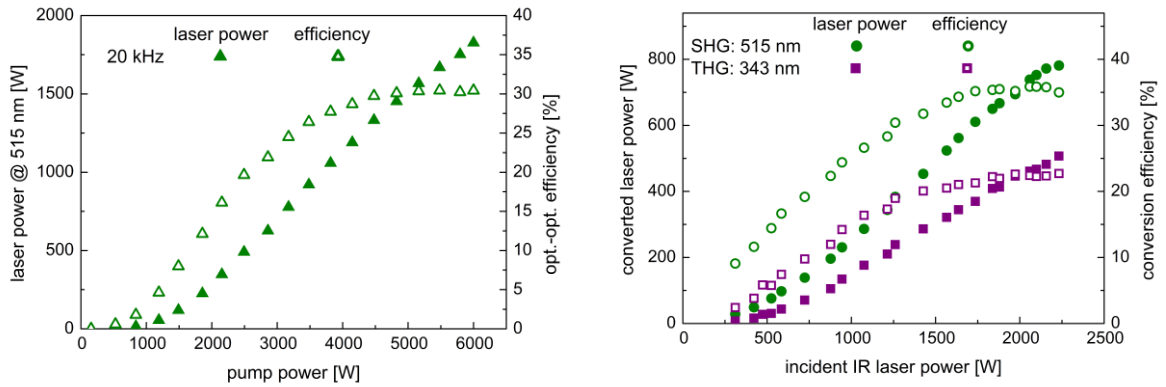 2000
1500
1000
500
0
laser power @ 515 nm [W]
20 kHz
laser power
efficiency
40
35
30
25
20
15
10
5
0
opt.-opt. efficiency [%]
0 1000 2000 3000 4000 5000 6000
pump power [W]
800
600
400
200
0
converted laser power [W]
laser power
efficiency
SHG: 515 nm
THG: 343 nm
40
30
20
10
0
conversion efficiency [%]
0 500 1000 1500 2000 2500
incident IR laser power [W]